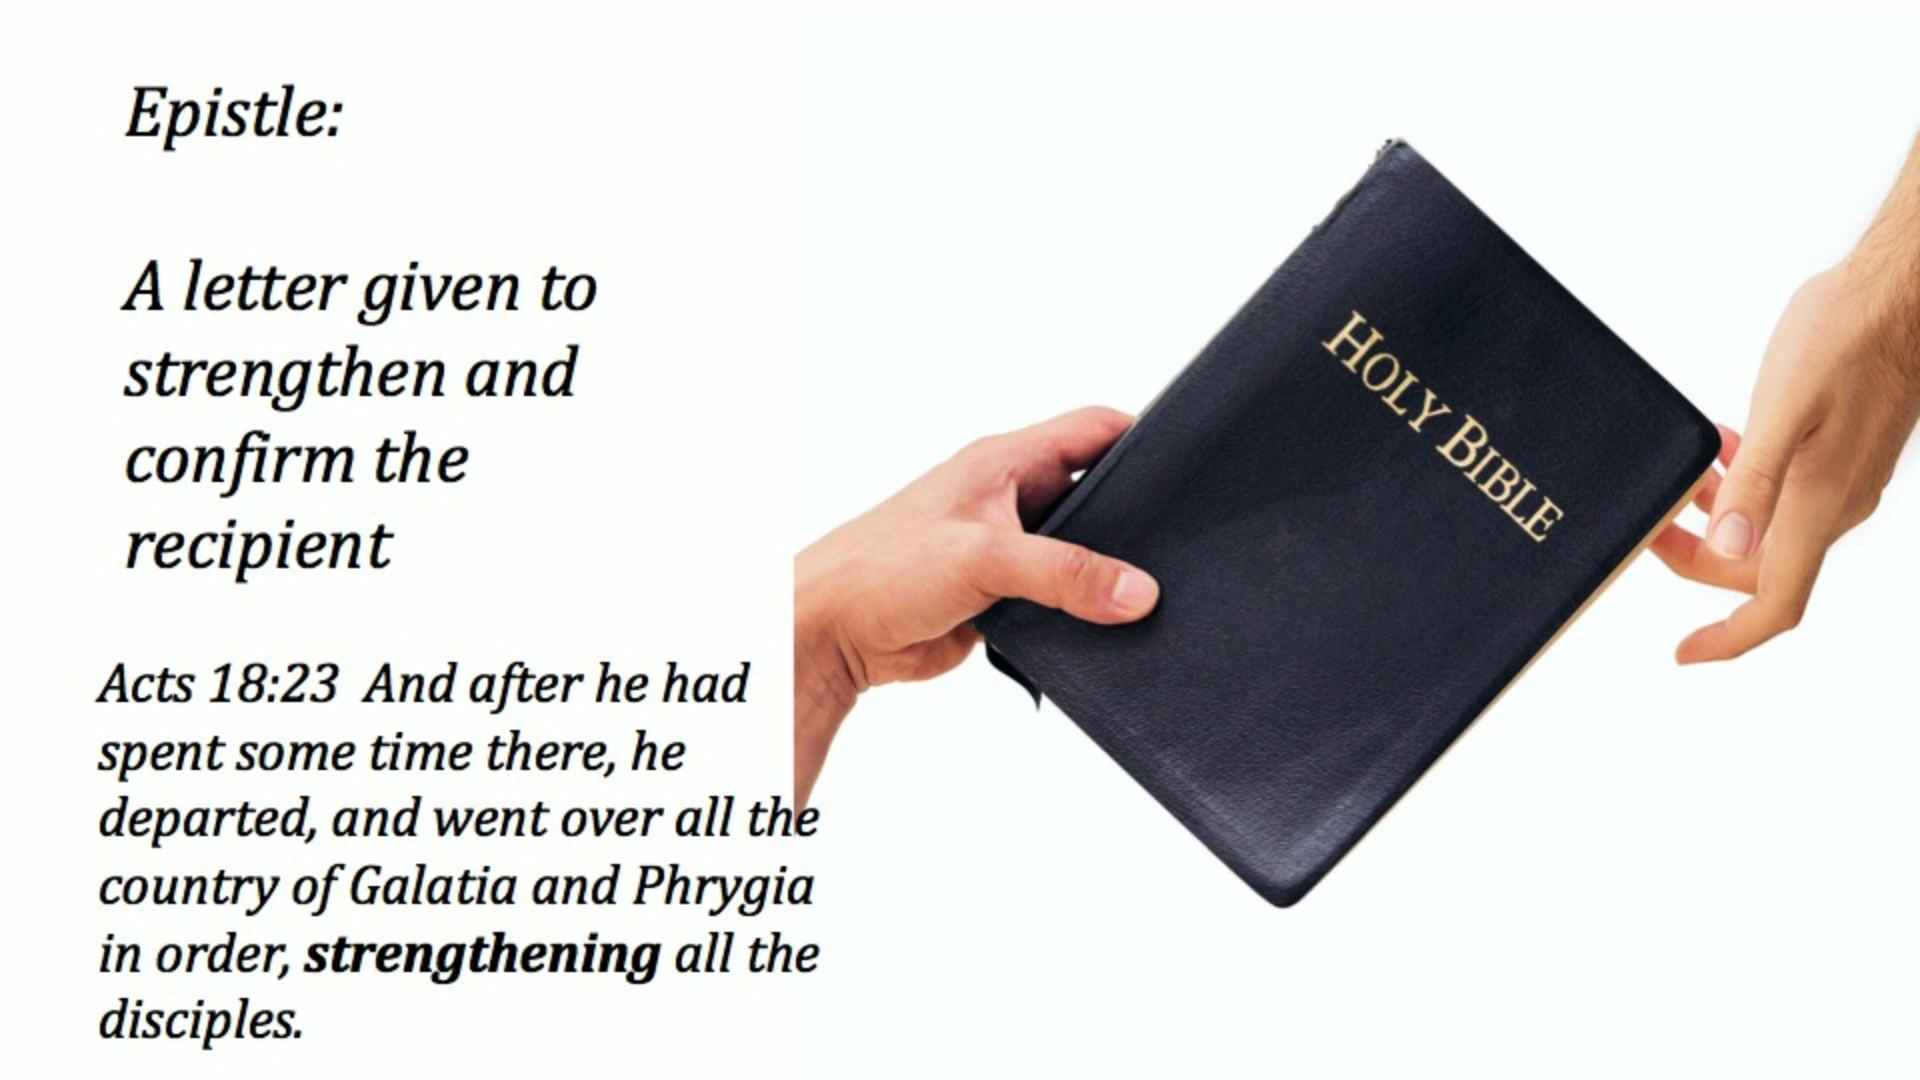 Epistle:
A letter given to
strengthen and
confirm the
recipient
Acts 18:23  And after he had
spent some time there, he
departed, and went over all the
country of Galatia and Phrygia
in order, strengthening all the
disciples.
HOLY BIBLE